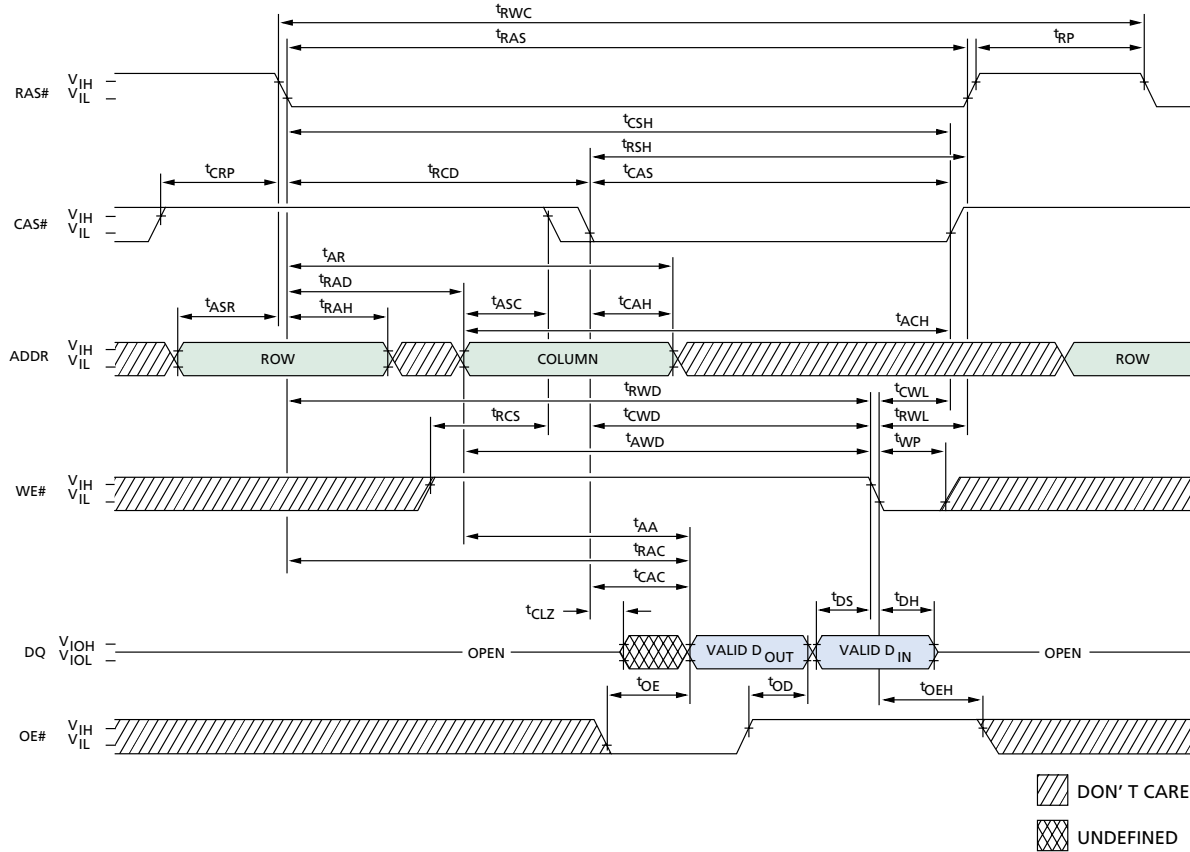 tRWC
tRAS
tRP
RAS#
VIH
VIL
tCSH
tRSH
tCRP
tRCD
tCAS
CAS#
VIH
VIL
tAR
tRAD
tASC
tCAH
tASR
tRAH
tACH
ADDR
VIH
VIL
ROW
COLUMN
ROW
tRWD
tCWL
tRCS
tCWD
tRWL
tAWD
tWP
WE#
VIH
VIL
tAA
tRAC
tCAC
tCLZ
tDS
tDH
DQ
VIOH
VIOL
OPEN
VALID DOUT
VALID DIN
OPEN
tOE
tOD
tOEH
OE#
VIH
VIL
DON' T CARE
UNDEFINED